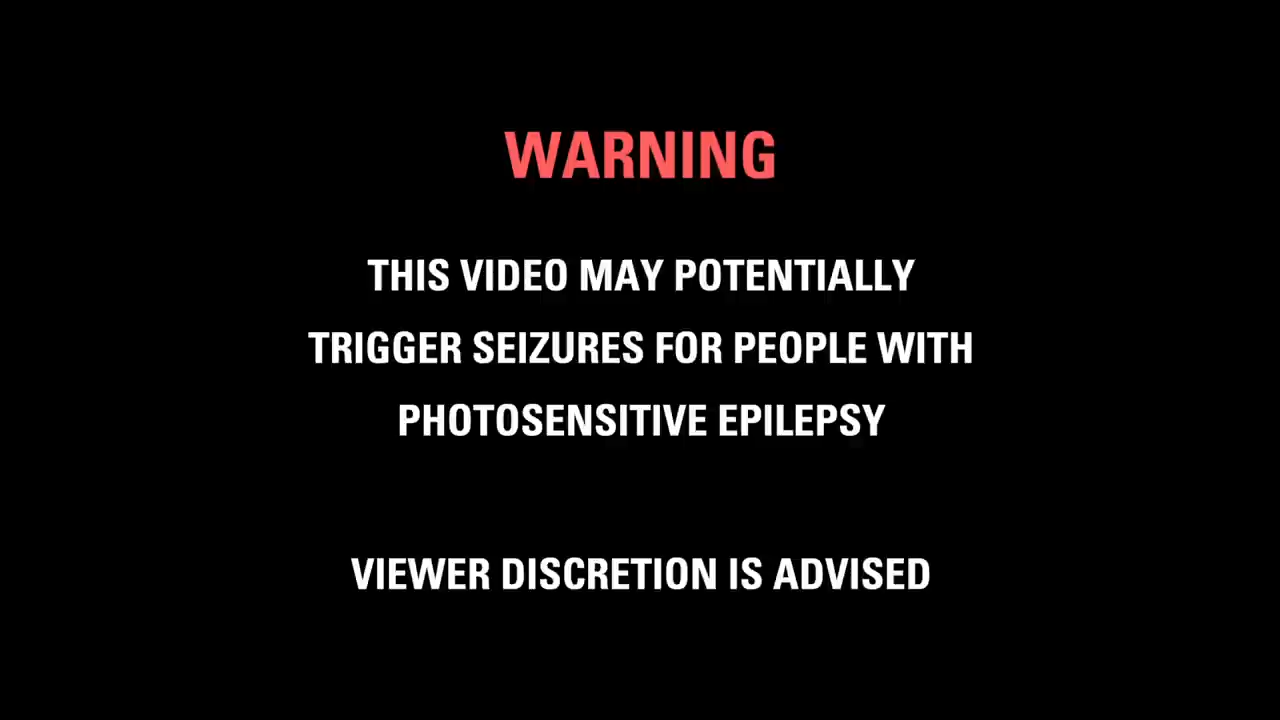 WARNING
THIS VIDEO MAY POTENTIALLY
TRIGGER SEIZURES FOR PEOPLE WITH
PHOTOSENSITIVE EPILEPSY
VIEWER DISCRETION IS ADVISED